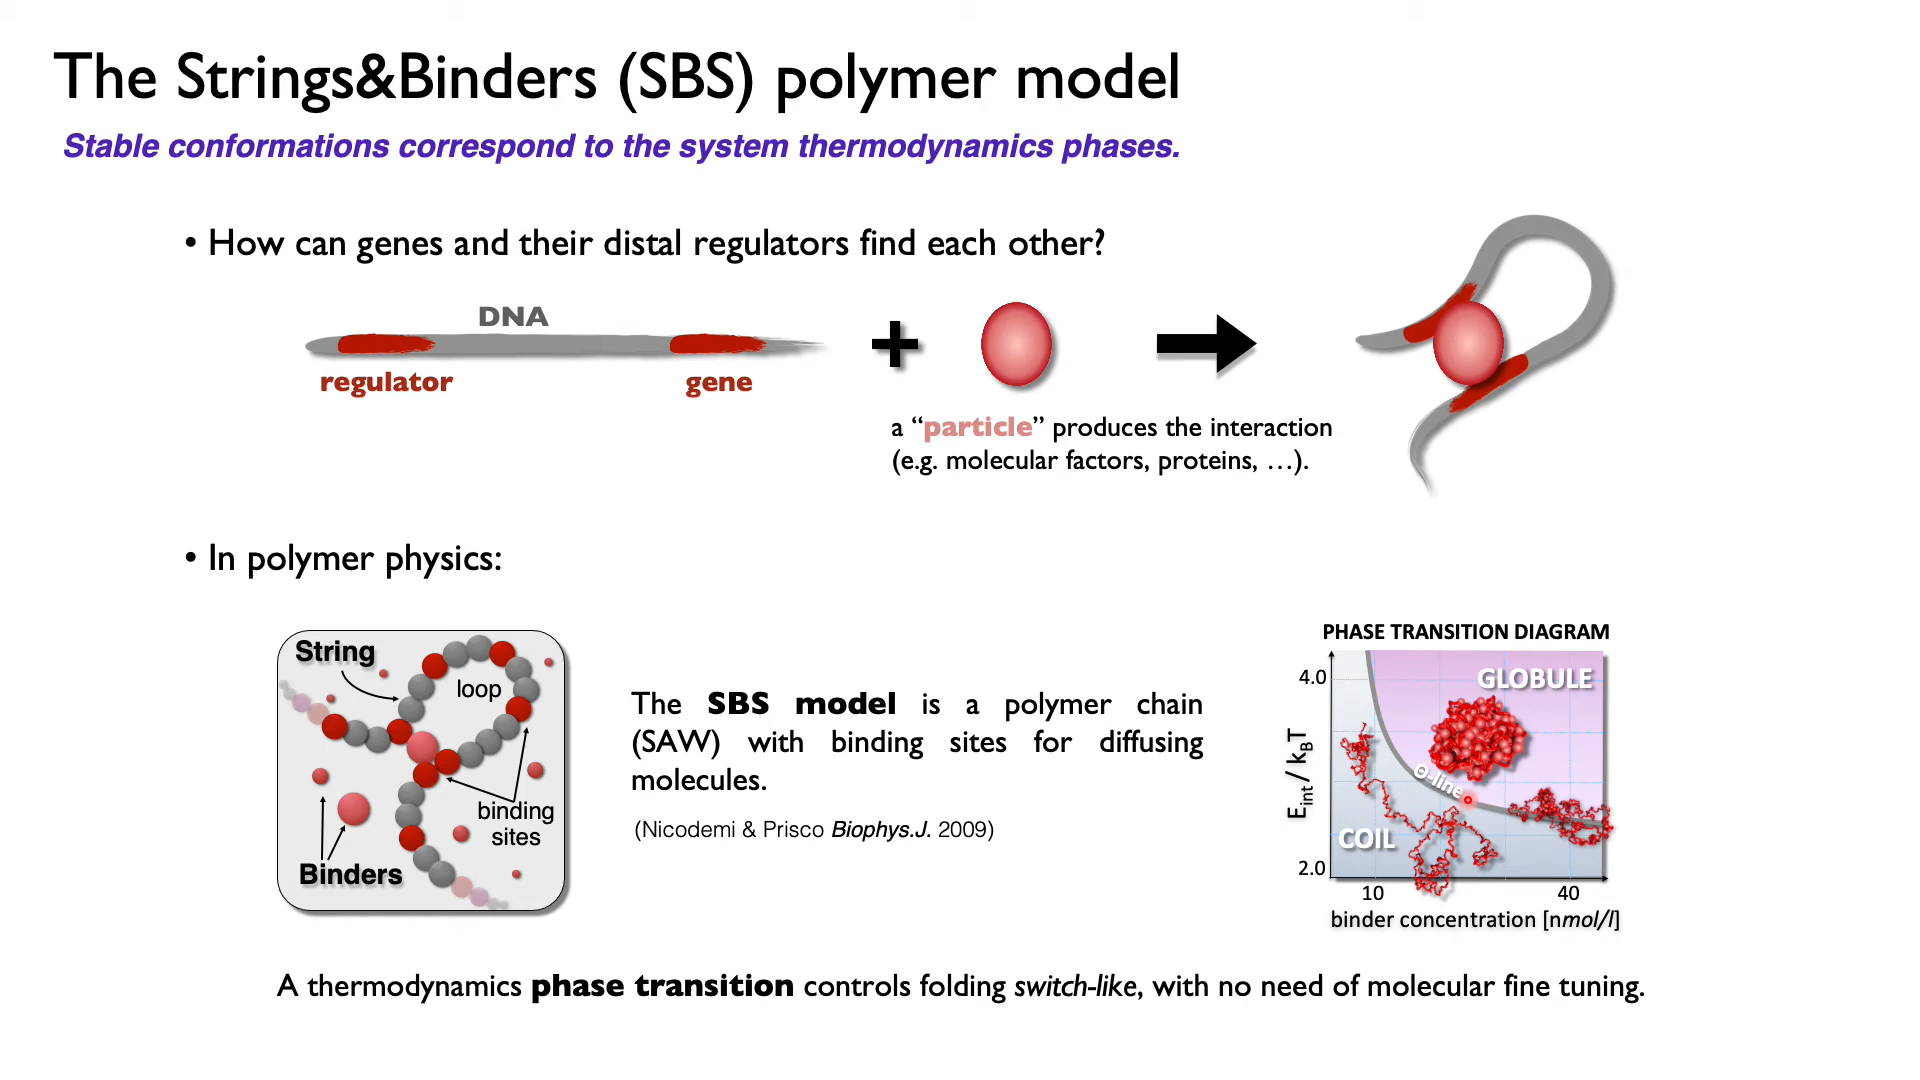 The Strings&Binders (SBS) polymer model
Stable conformations correspond to the system thermodynamics phases.
• How can genes and their distal regulators find each other?
DNA
regulator
gene
a “particle” produces the interaction
(e.g. molecular factors, proteins, …).
• In polymer physics:
String
loop
binding
sites
Binders
The SBS model is a polymer chain
(SAW) with binding sites for diffusing
molecules.
(Nicodemi & Prisco Biophys.J. 2009)
PHASE TRANSITION DIAGRAM
4.0
GLOBULE
Eint / kBT
Θ-line
COIL
2.0
10
40
binder concentration [nmol/l]
A thermodynamics phase transition controls folding switch-like, with no need of molecular fine tuning.